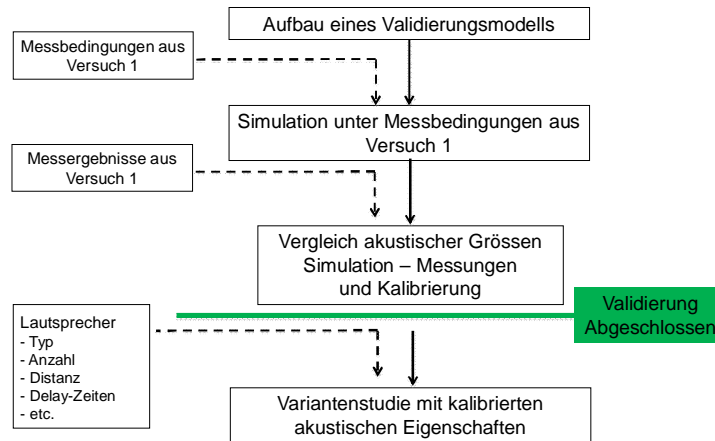 Aufbau eines Validierungsmodells
Messbedingungen aus
Versuch 1
Simulation unter Messbedingungen aus
Versuch 1
Messergebnisse aus
Versuch 1
Vergleich akustischer Grössen
Simulation – Messungen
und Kalibrierung
Validierung
Abgeschlossen
Lautsprecher
- Typ
- Anzahl
- Distanz
- Delay-Zeiten
- etc.
Variantenstudie mit kalibrierten
akustischen Eigenschaften